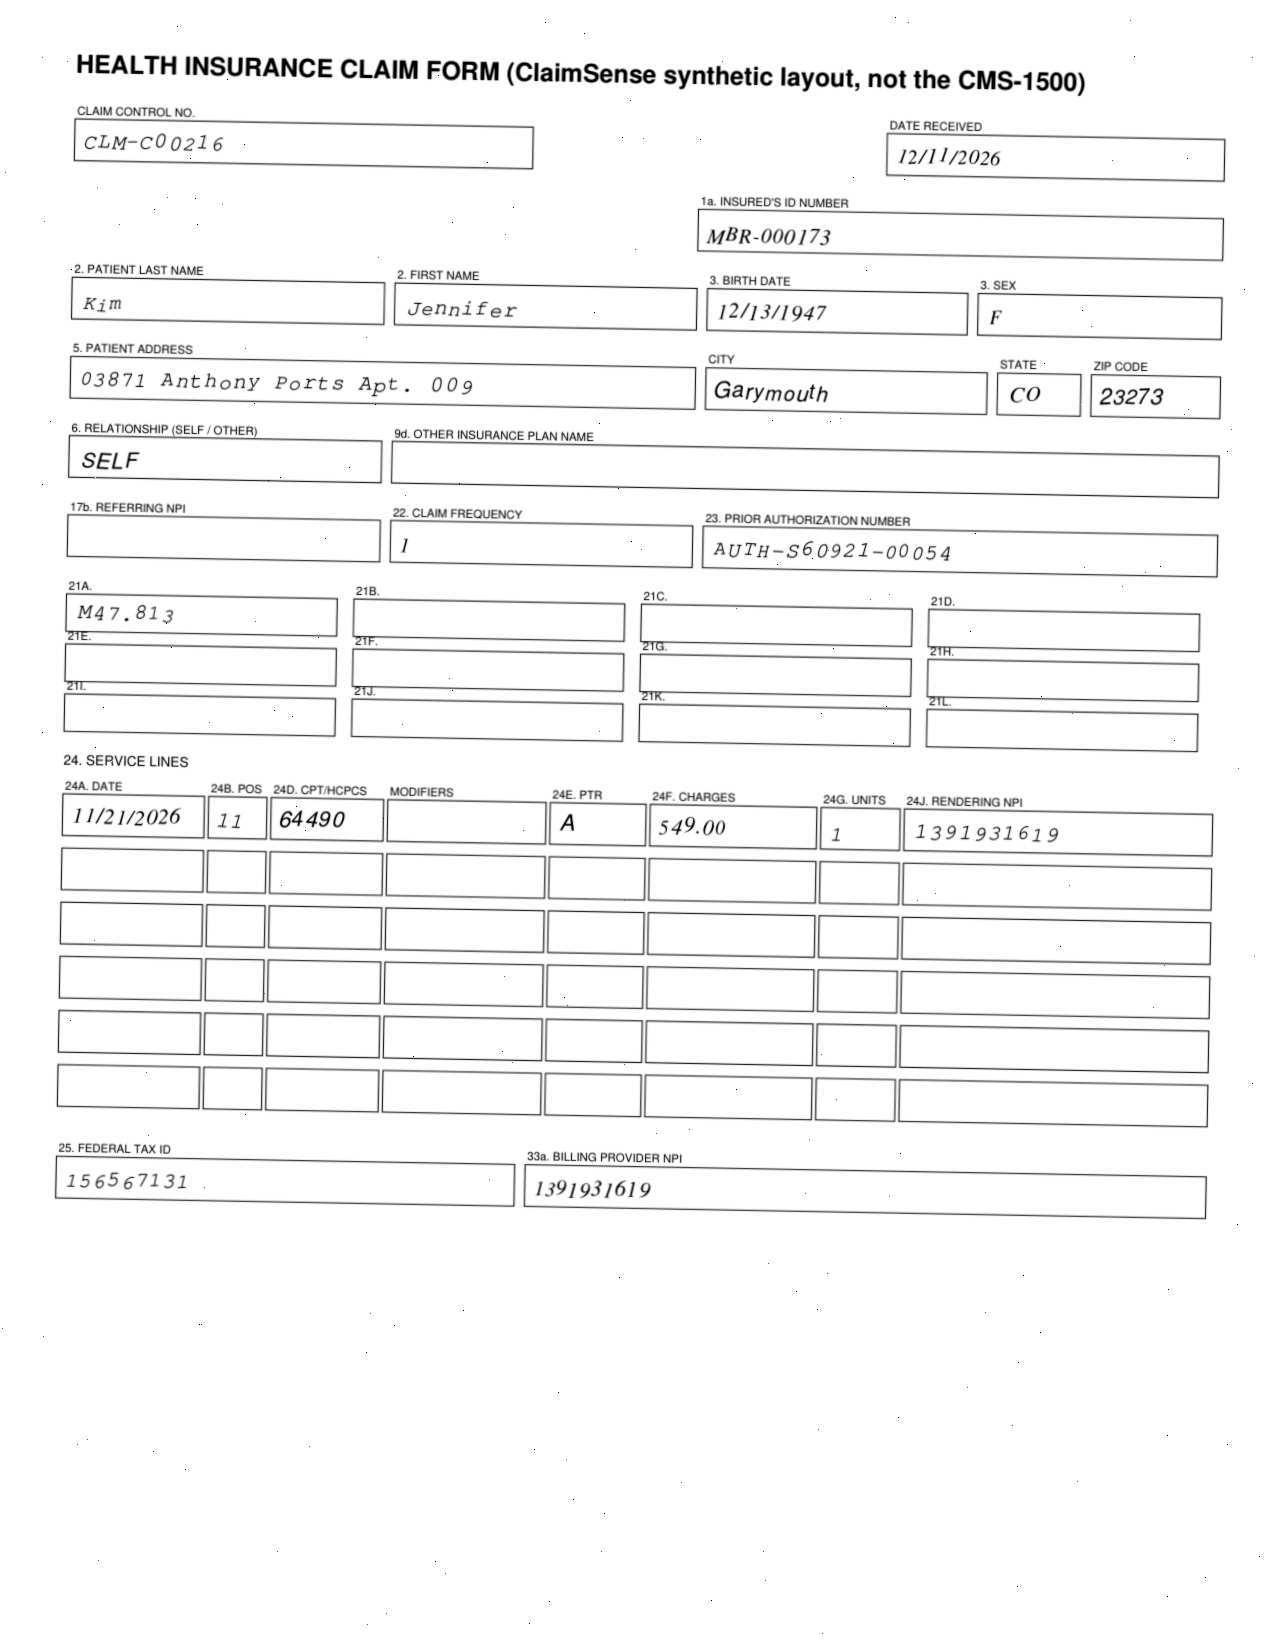 HEALTH INSURANCE CLAIM FORM (ClaimSense synthetic layout, not the CMS-1500)
CLAIM CONTROL NO.
CLM-C00216
DATE RECEIVED
12/11/2026
1a. INSURED'S ID NUMBER
MBR-000173
2. PATIENT LAST NAME
Kim
2. FIRST NAME
Jennifer
3. BIRTH DATE
12/13/1947
3. SEX
F
5. PATIENT ADDRESS
03871 Anthony Ports Apt. 009
CITY
Garymouth
STATE
CO
ZIP CODE
23273
6. RELATIONSHIP (SELF / OTHER)
SELF
9d. OTHER INSURANCE PLAN NAME
17b. REFERRING NPI
22. CLAIM FREQUENCY
1
23. PRIOR AUTHORIZATION NUMBER
AUTH-S60921-00054
21A.
M47.813
21B.
21C.
21D.
21E.
21F.
21G.
21H.
21I.
21J.
21K.
21L.
24. SERVICE LINES
24A. DATE 24B. POS 24D. CPT/HCPCS MODIFIERS 24E. PTR 24F. CHARGES 24G. UNITS 24J. RENDERING NPI
11/21/2026 11 64490 A 549.00 1 1391931619
25. FEDERAL TAX ID
156567131
33a. BILLING PROVIDER NPI
1391931619